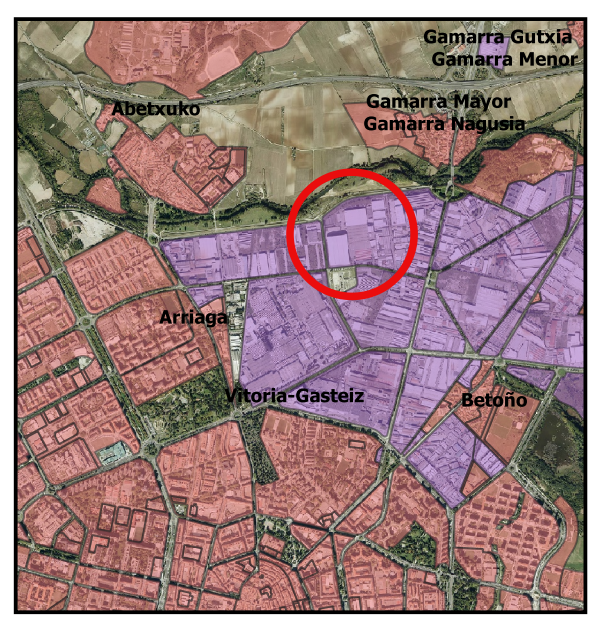 Gamarra Gutxia
Gamarra Menor
Abetxuko
Gamarra Mayor
Gamarra Nagusia
Arriaga
Vitoria-Gasteiz
Betoño